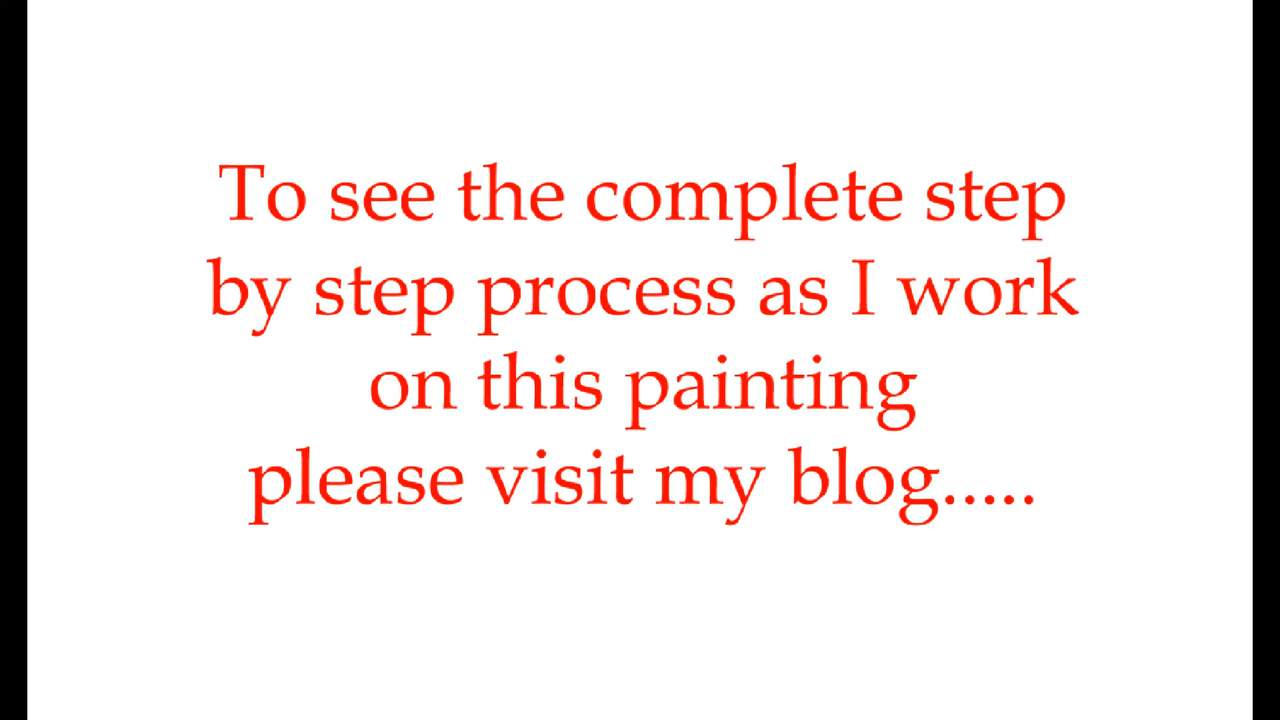 To see the complete step
by step process as I work
on this painting
please visit my blog.....